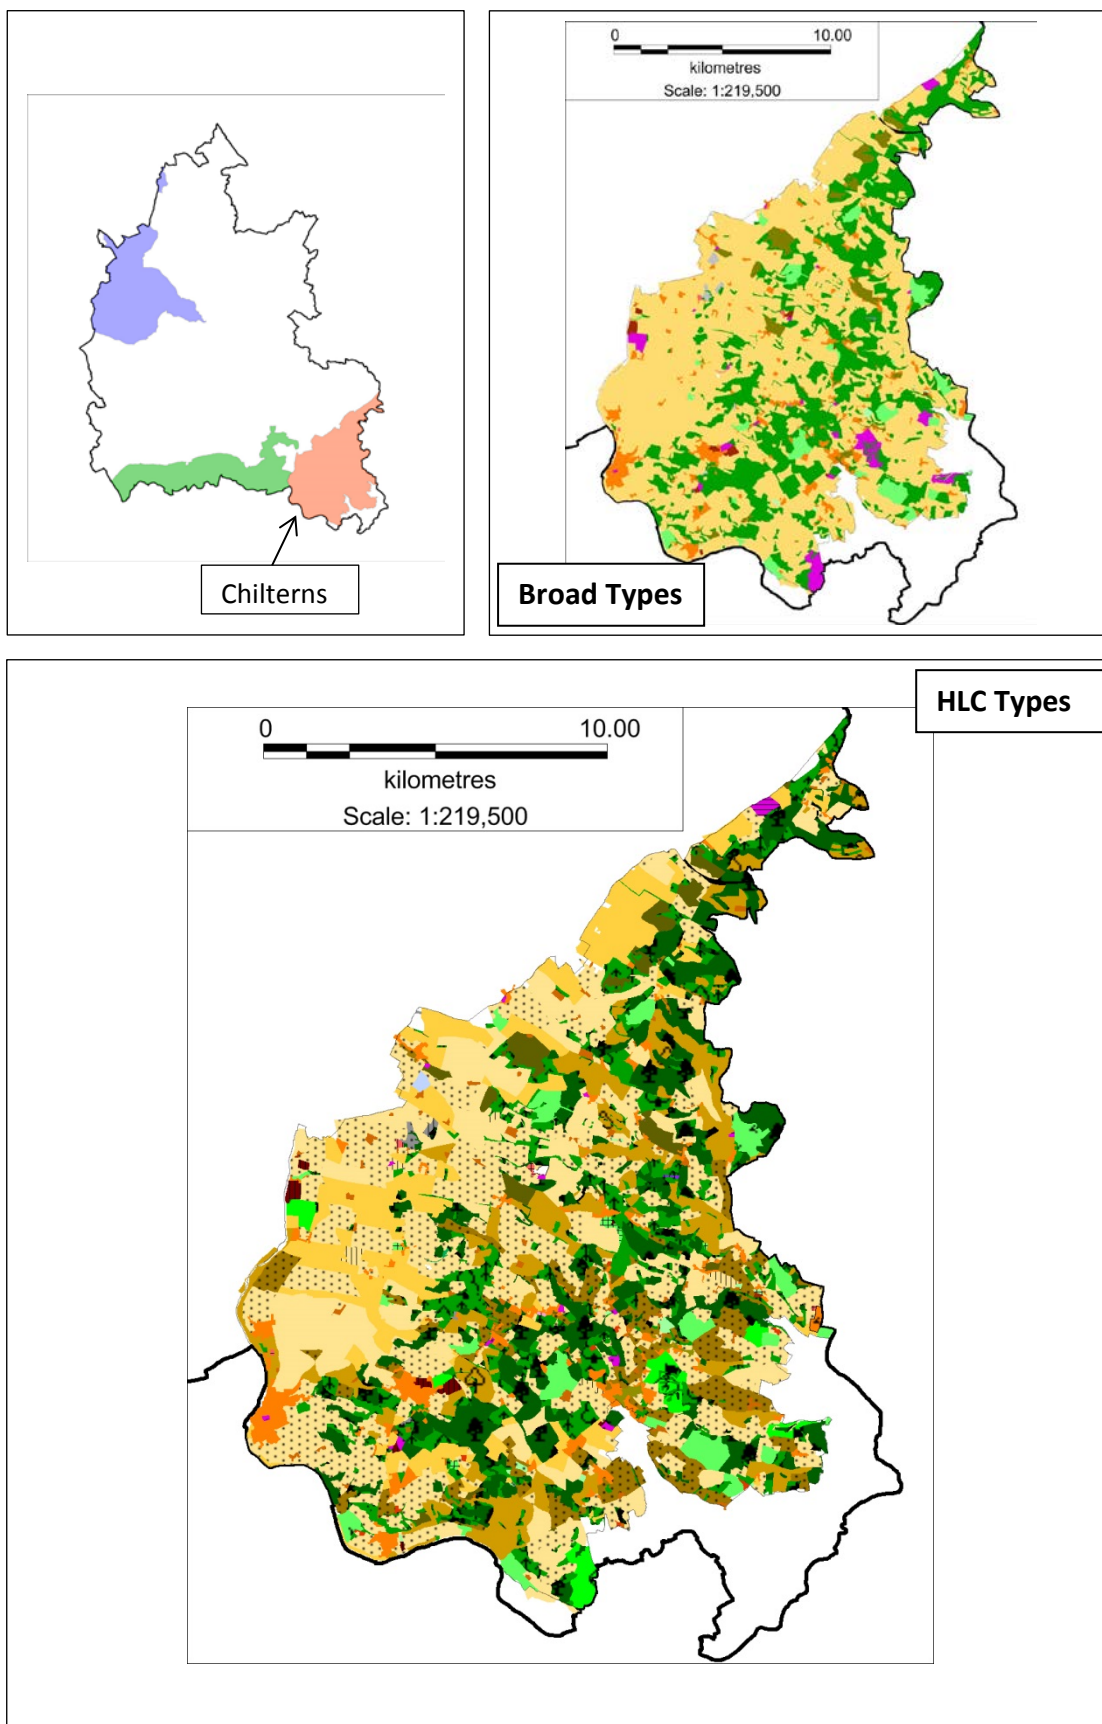 Chilterns
0 10.00
kilometres
Scale: 1:219,500
Broad Types
HLC Types
0 10.00
kilometres
Scale: 1:219,500